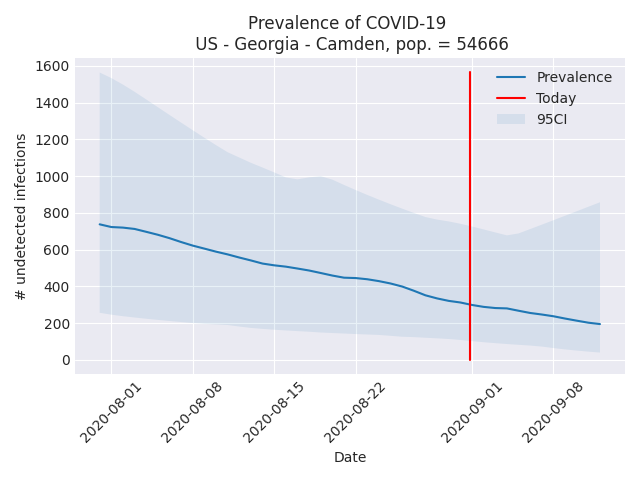 Prevalence of COVID-19
US - Georgia - Camden, pop. = 54666
1600
1400
1200
1000
800
600
400
200
0
# undetected infections
Prevalence
Today
95CI
2020-08-01
2020-08-08
2020-08-15
2020-08-22
2020-09-01
2020-09-08
Date